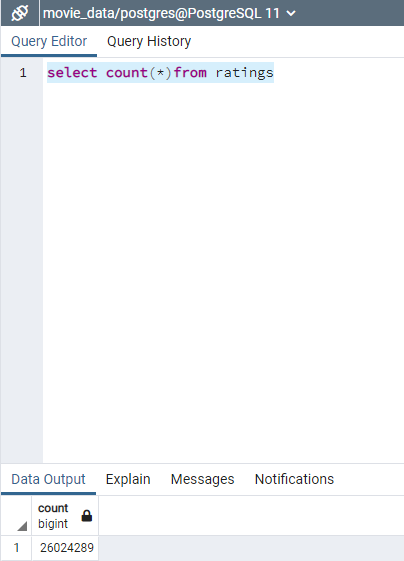 movie_data/postgres@PostgreSQL 11
Query Editor Query History
1 select count(*)from ratings
Data Output Explain Messages Notifications
count
bigint
1 26024289